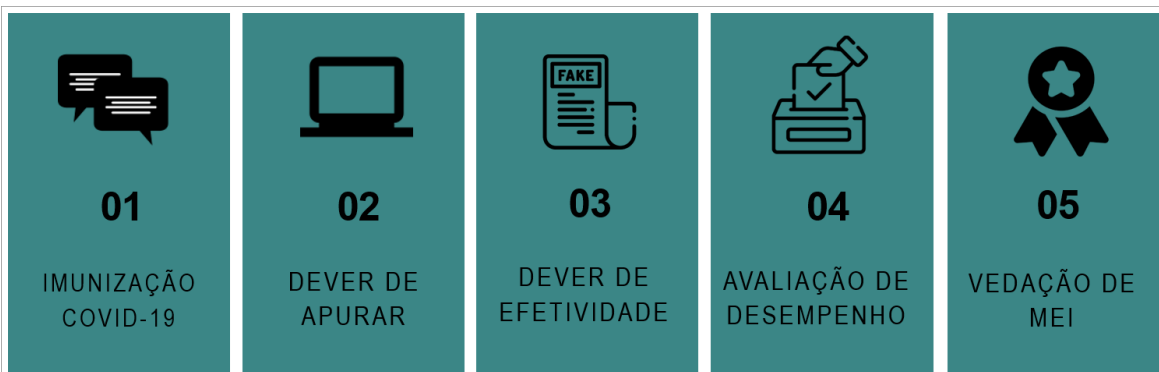 01
IMUNIZAÇÃO
COVID-19
02
DEVER DE
APURAR
FAKE
03
DEVER DE
EFETIVIDADE
04
AVALIAÇÃO DE
DESEMPENHO
05
VEDAÇÃO DE
MEI